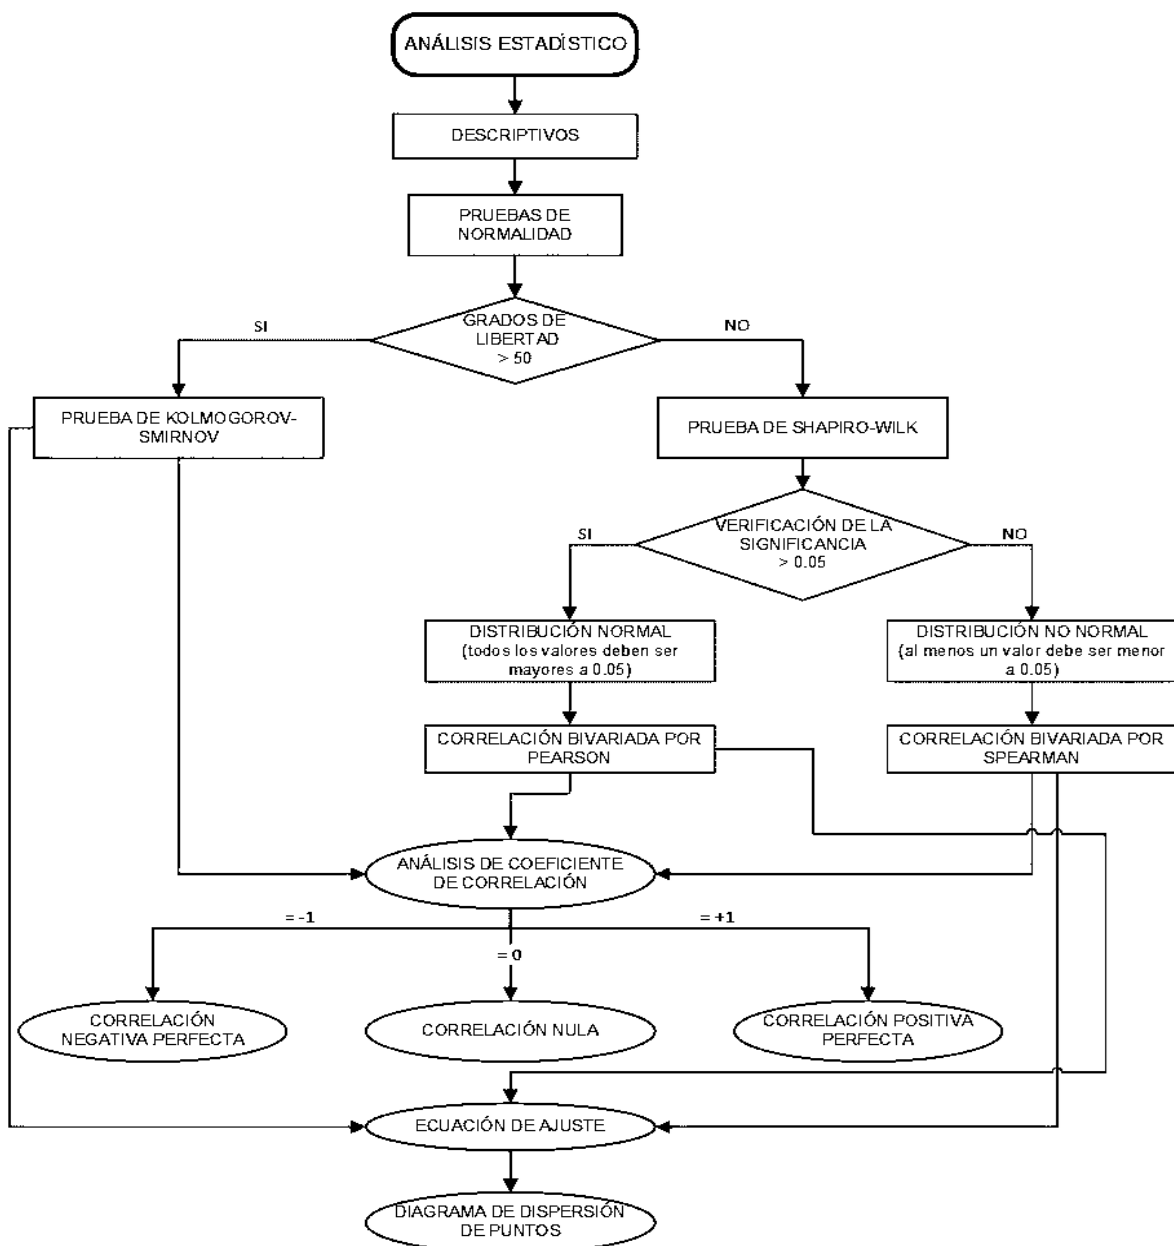 ANÁLISIS ESTADÍSTICO
DESCRIPTIVOS
PRUEBAS DE
NORMALIDAD
GRADOS DE
LIBERTAD
> 50
SI
NO
PRUEBA DE KOLMOGOROV-
SMIRNOV
PRUEBA DE SHAPIRO-WILK
VERIFICACIÓN DE LA
SIGNIFICANCIA
> 0.05
SI
NO
DISTRIBUCIÓN NORMAL
(todos los valores deben ser
mayores a 0.05)
DISTRIBUCIÓN NO NORMAL
(al menos un valor debe ser menor
a 0.05)
CORRELACIÓN BIVARIADA POR
PEARSON
CORRELACIÓN BIVARIADA POR
SPEARMAN
ANÁLISIS DE COEFICIENTE
DE CORRELACIÓN
= -1
= 0
= +1
CORRELACIÓN
NEGATIVA PERFECTA
CORRELACIÓN NULA
CORRELACIÓN POSITIVA
PERFECTA
ECUACIÓN DE AJUSTE
DIAGRAMA DE DISPERSIÓN
DE PUNTOS